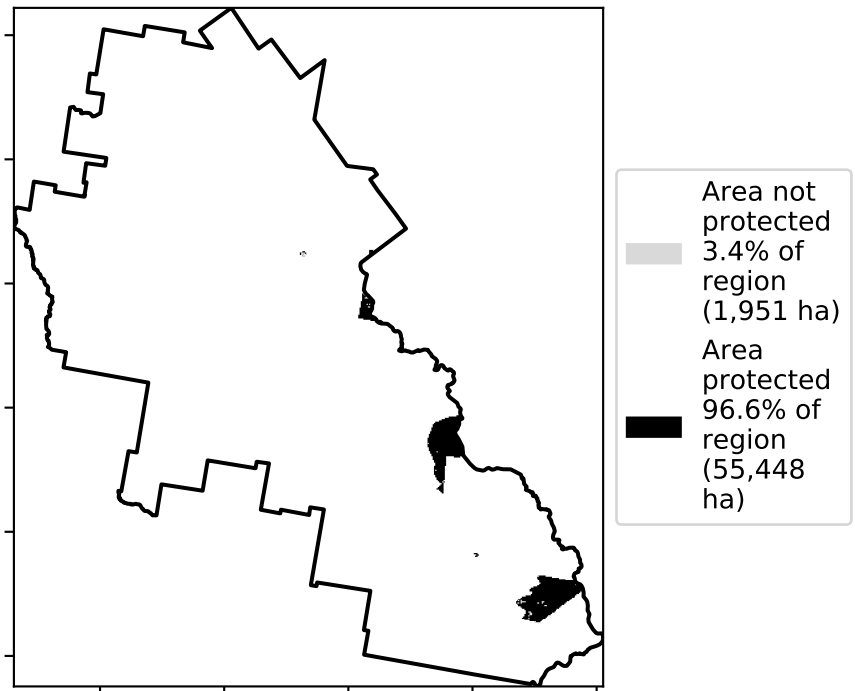 Area not
protected
3.4% of
region
(1,951 ha)
Area
protected
96.6% of
region
(55,448
ha)